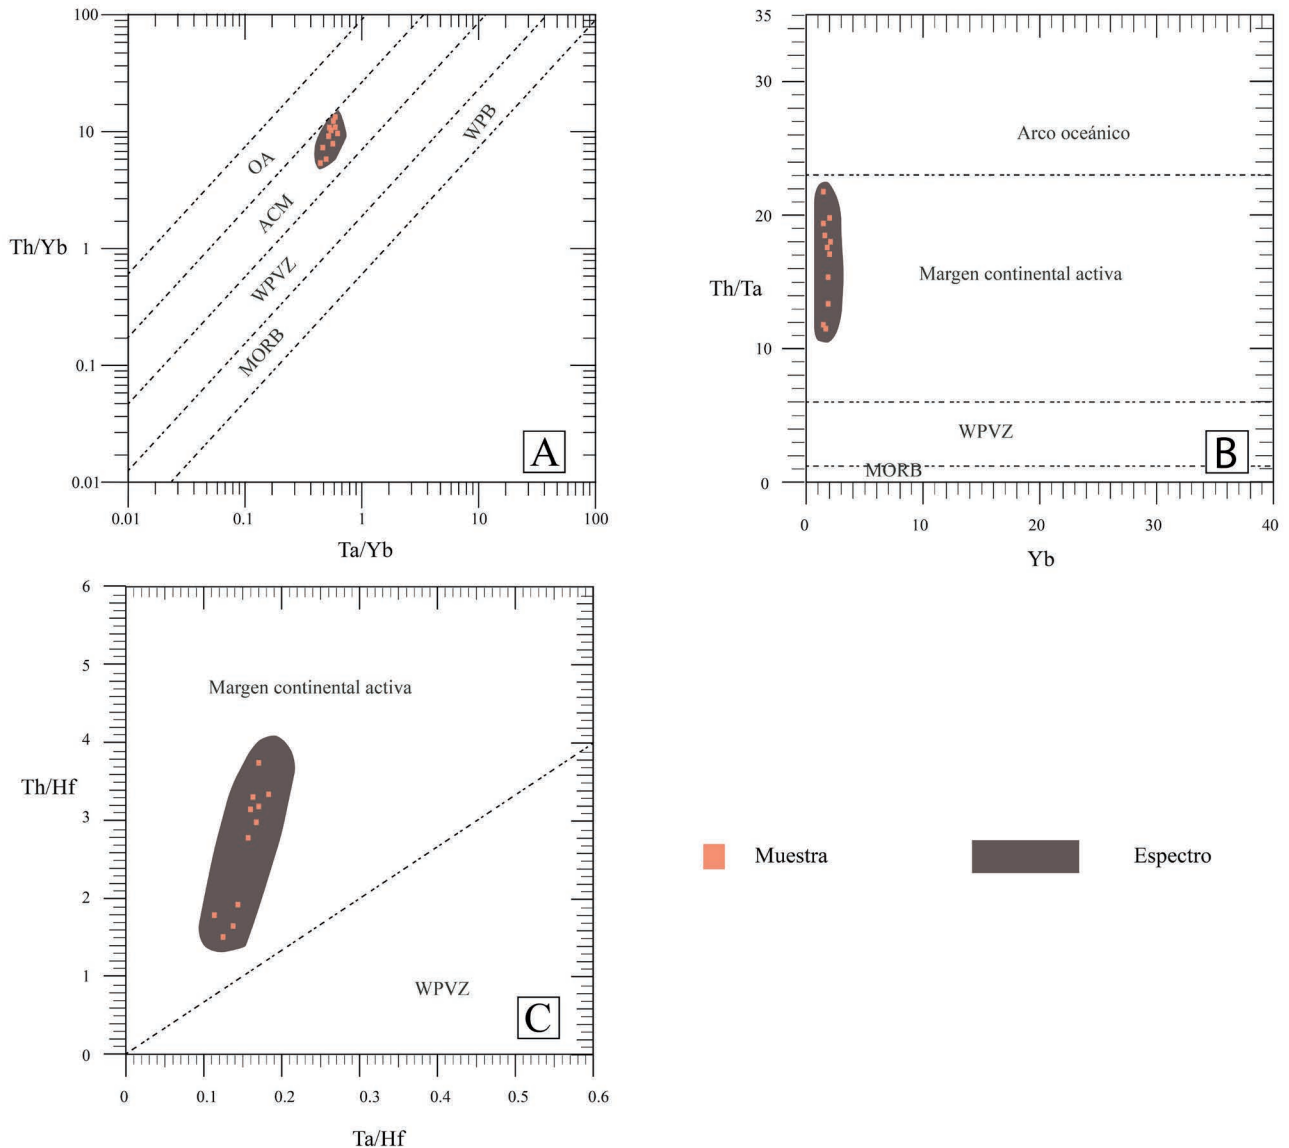 100
10
Th/Yb
1
0.1
0.01
OA
ACM
WPVZ
MORB
WPB
A
0.01
0.1
1
10
100
Ta/Yb
35
30
Arco oceánico
20
Th/Ta
Margen continental activa
10
WPVZ
MORB
B
0
0
10
20
30
40
Yb
6
5
Margen continental activa
4
Th/Hf
3
2
1
WPVZ
C
0
0
0.1
0.2
0.3
0.4
0.5
0.6
Ta/Hf
Muestra
Espectro